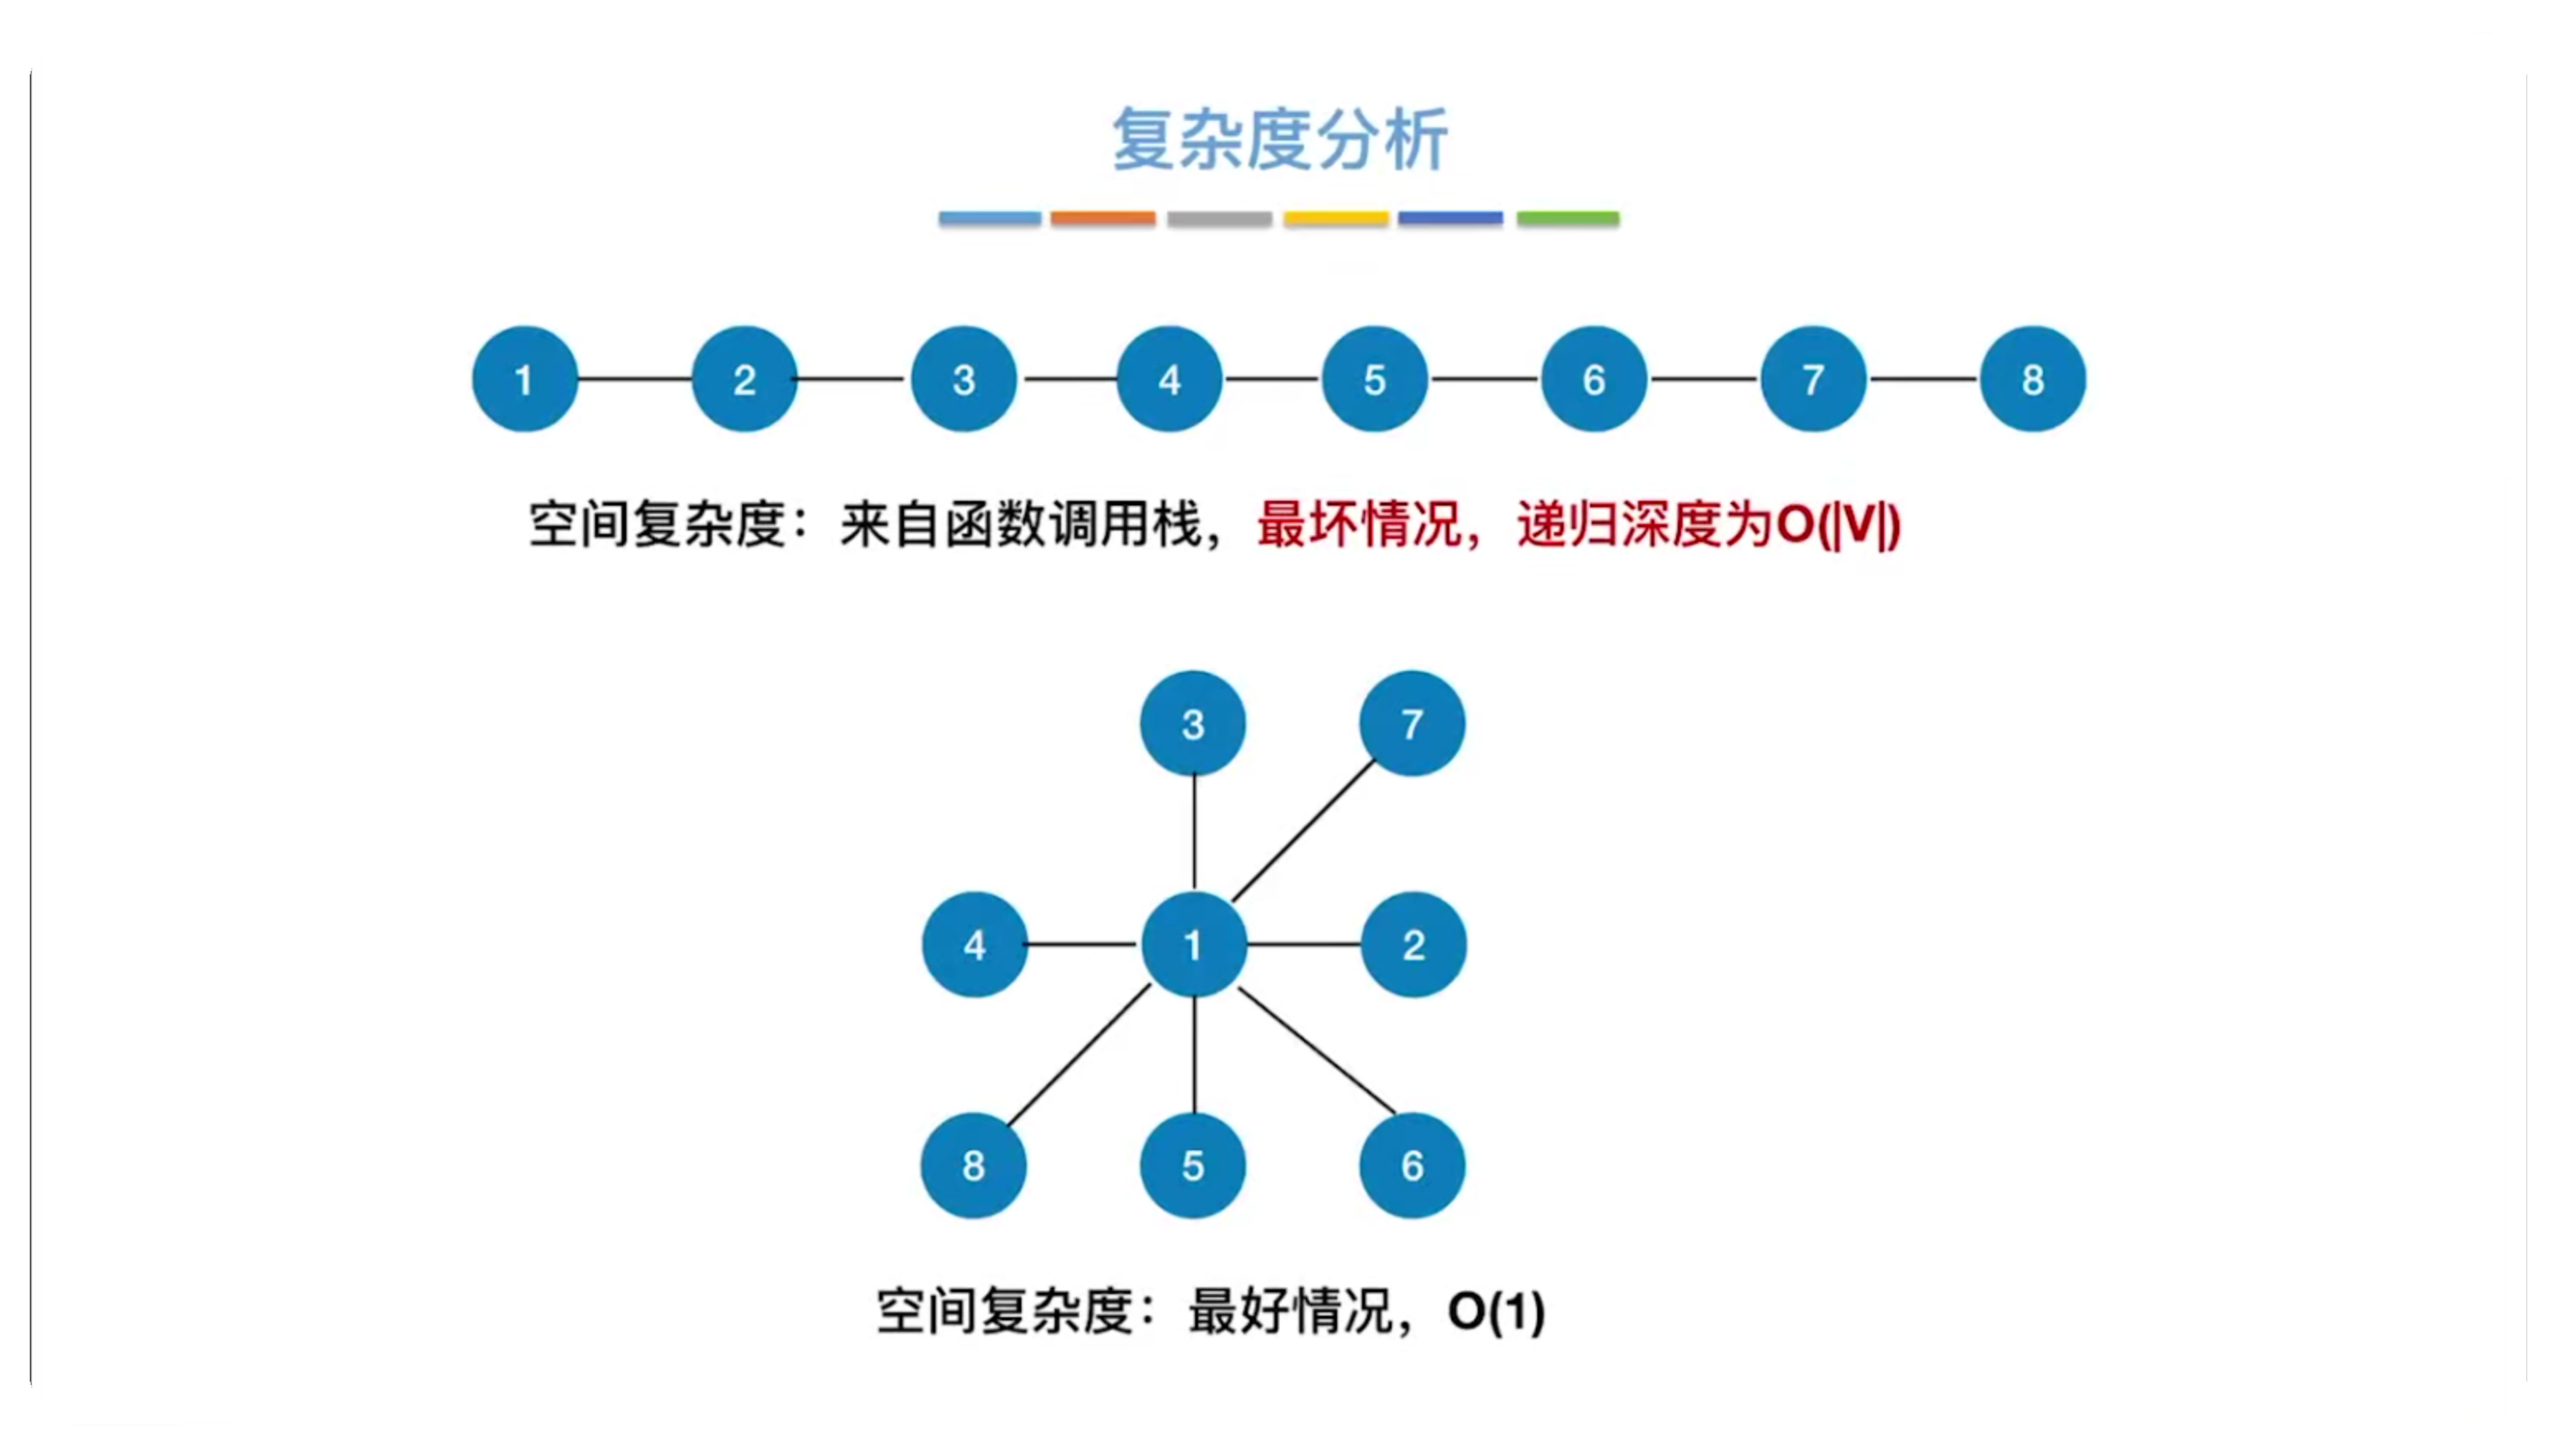 复杂度分析
1 2 3 4 5 6 7 8
空间复杂度：来自函数调用栈，最坏情况，递归深度为O(|V|)
3 7
4 1 2
8 5 6
空间复杂度：最好情况，O(1)